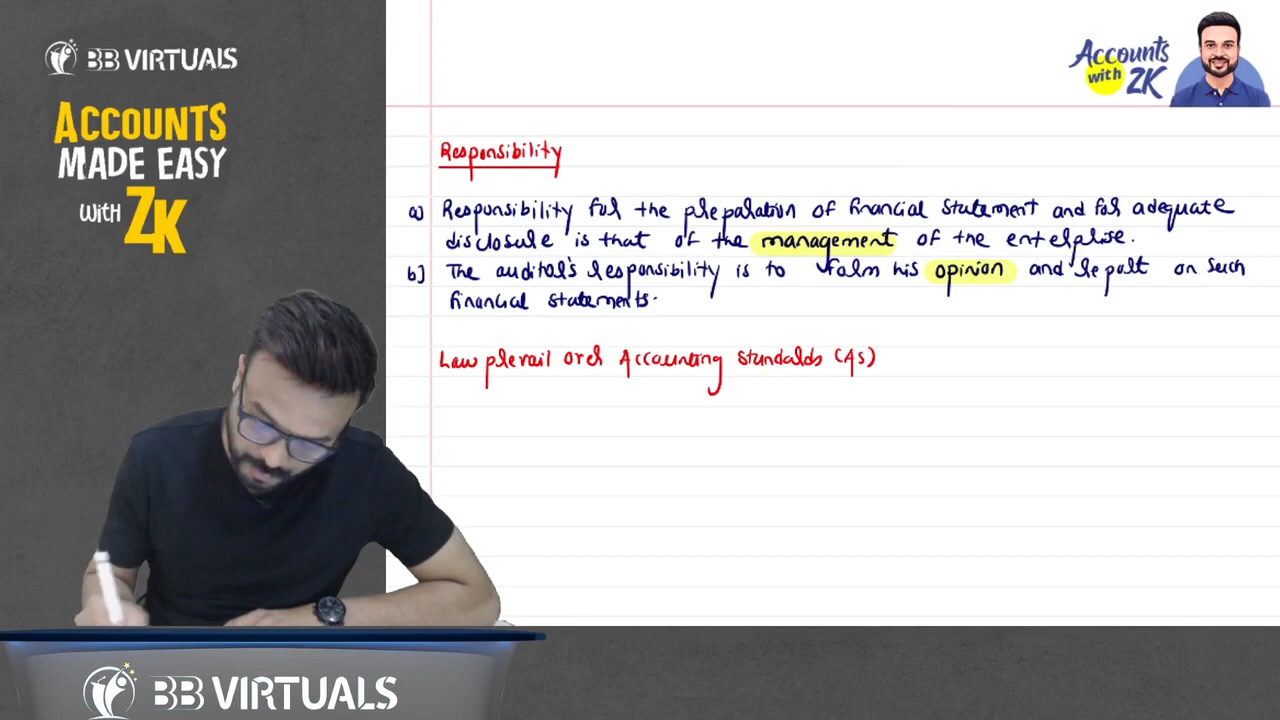 BB VIRTUALS
ACCOUNTS
MADE EASY
with ZK
Accounts
with ZK
Responsibility
a) Responsibility for the preparation of financial statement and for adequate
disclosure is that of the management of the enterprise.
b) The auditor's responsibility is to form his opinion and report on such
financial statements.
Law prevail over Accounting Standards (AS)
BB VIRTUALS